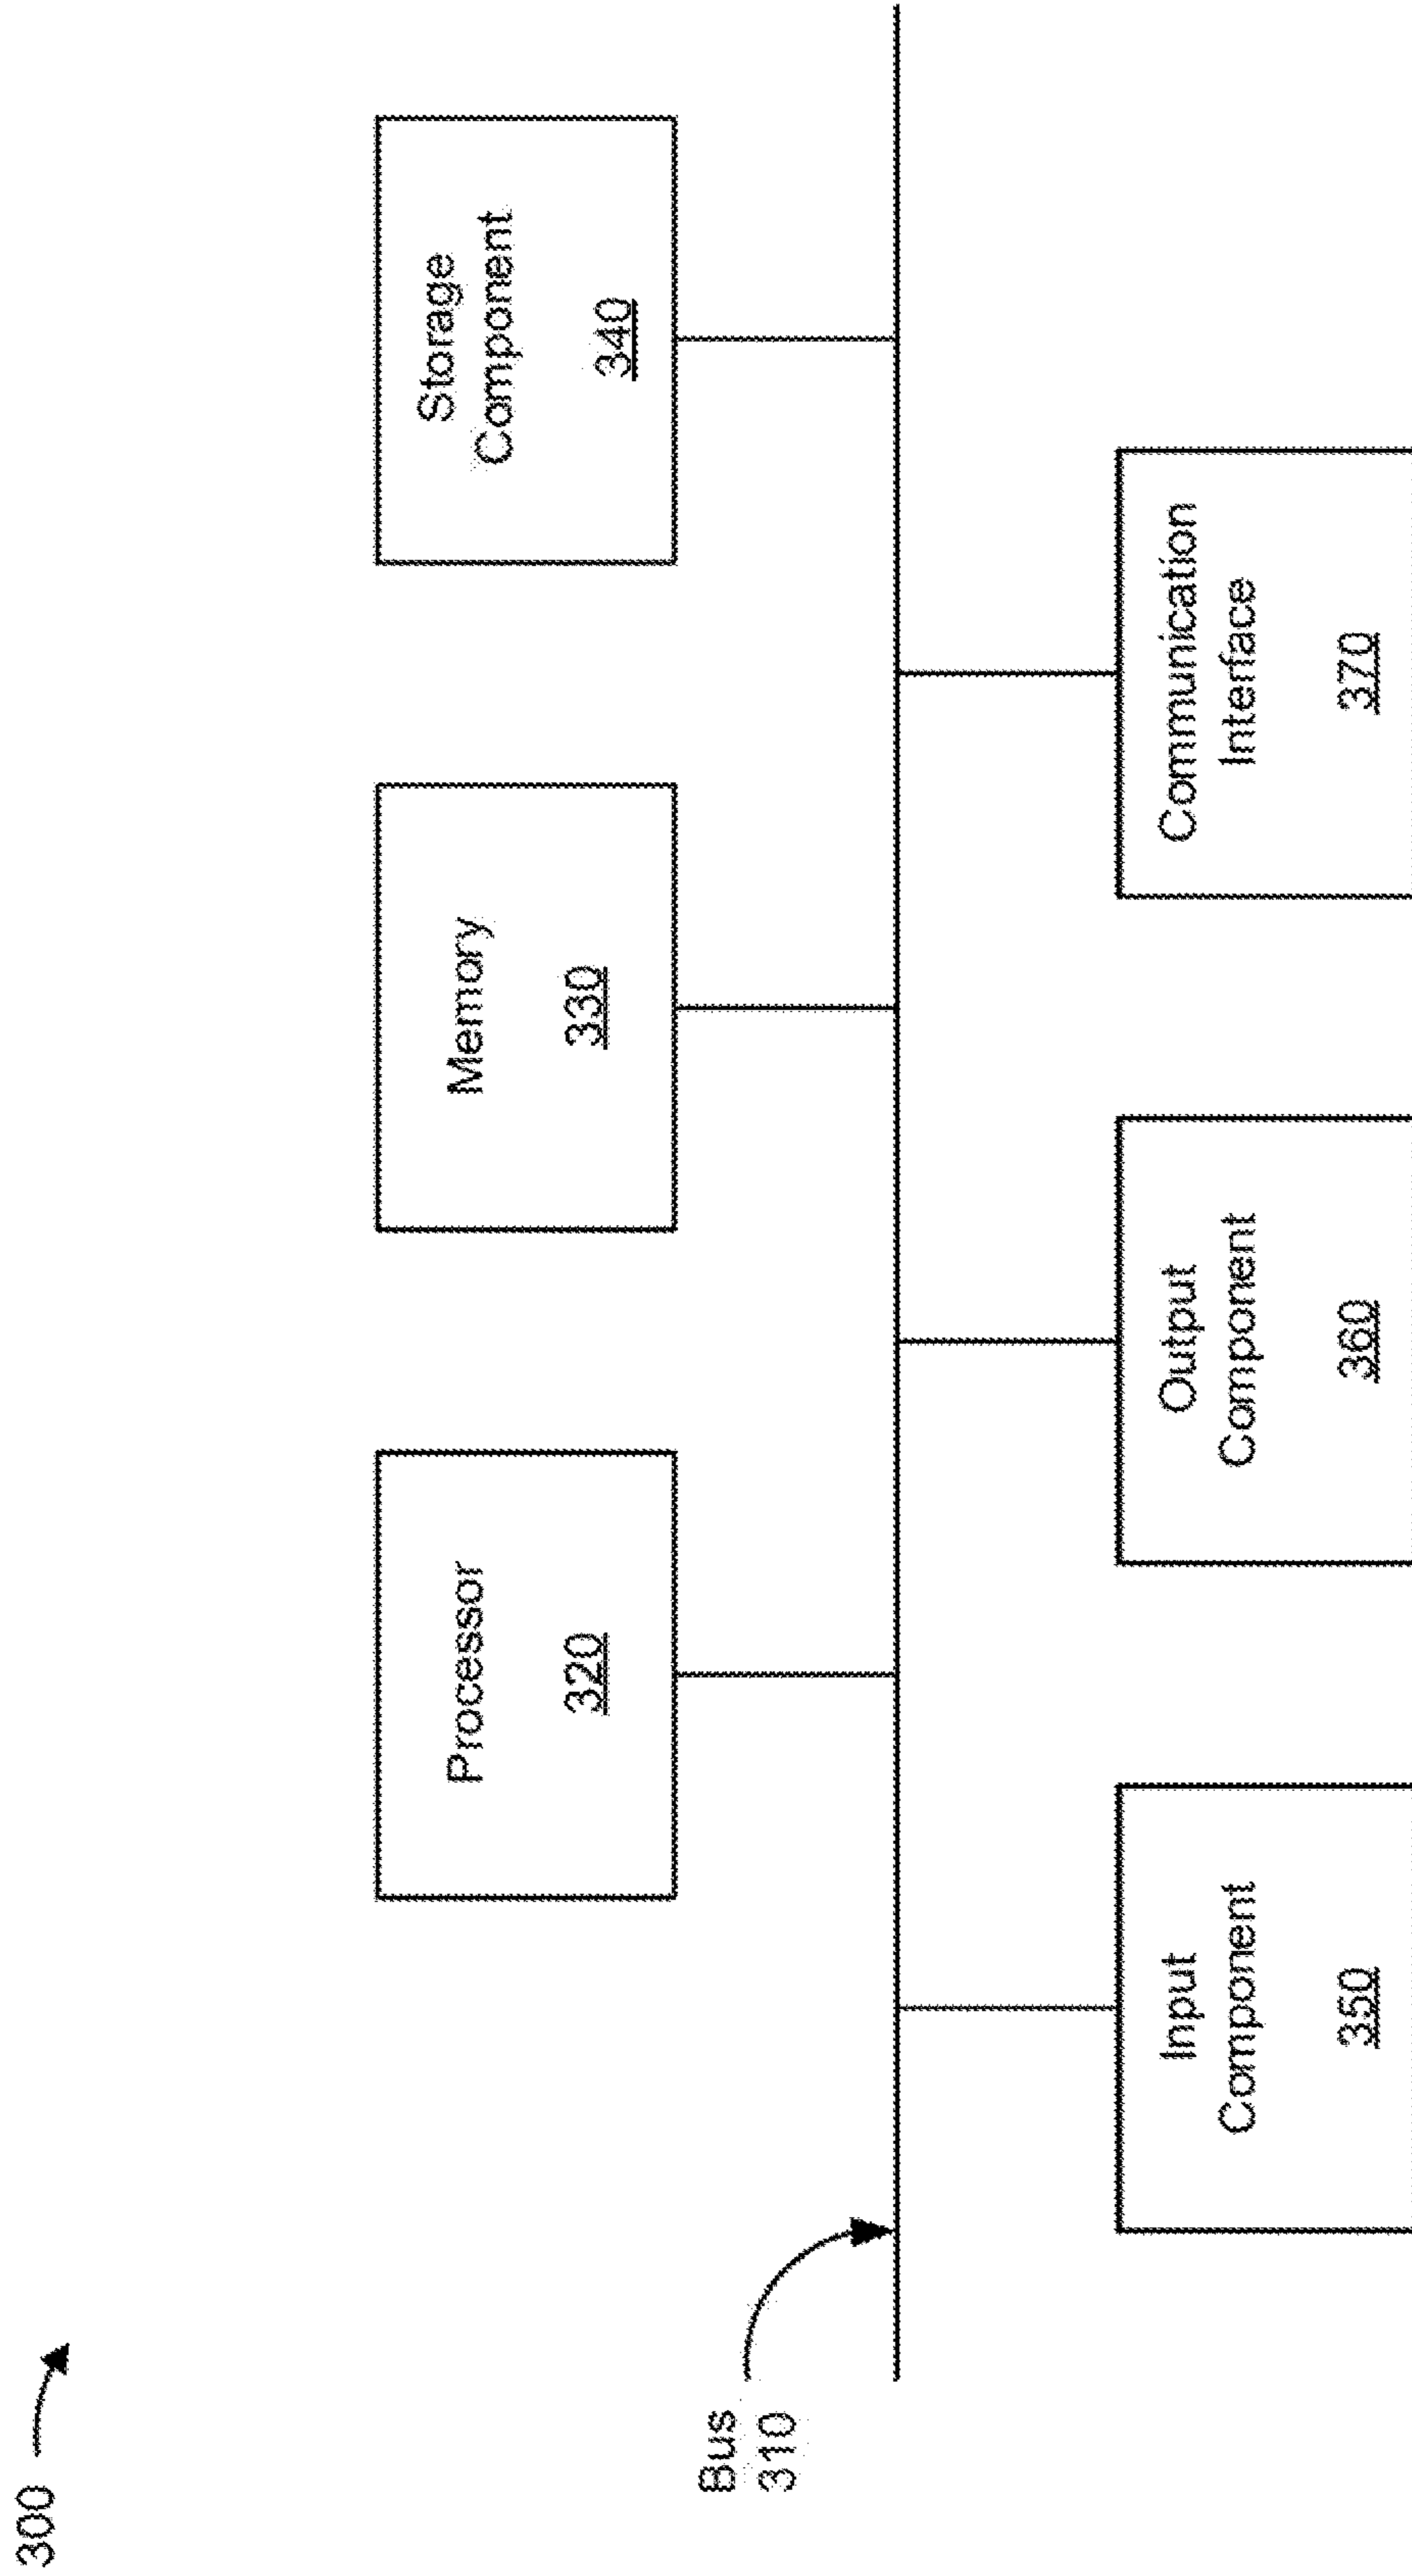 300
Bus
310
Processor
320
Memory
330
Storage
Component
340
Input
Component
350
Output
Component
360
Communication
Interface
370